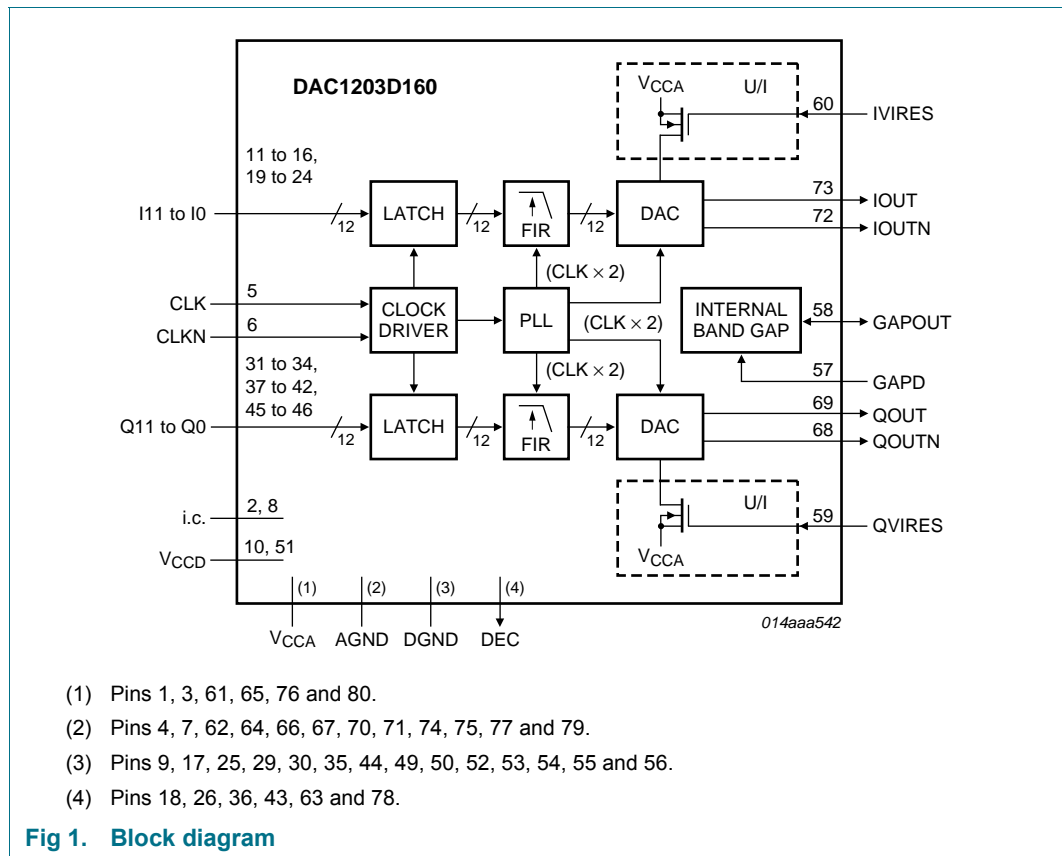 DAC1203D160
VCCA
U/I
60
IVIRES
11 to 16,
19 to 24
I11 to I0
12
LATCH
12
FIR
12
DAC
73
IOUT
72
IOUTN
(CLK × 2)
CLK
5
CLKN
6
CLOCK
DRIVER
PLL
(CLK × 2)
INTERNAL
BAND GAP
58
GAPOUT
57
GAPD
(CLK × 2)
31 to 34,
37 to 42,
45 to 46
Q11 to Q0
12
LATCH
12
FIR
12
DAC
69
QOUT
68
QOUTN
U/I
59
QVIRES
VCCA
i.c.
2, 8
VCCD
10, 51
(1)
(2)
(3)
(4)
VCCA
AGND
DGND
DEC
014aaa542
(1) Pins 1, 3, 61, 65, 76 and 80.
(2) Pins 4, 7, 62, 64, 66, 67, 70, 71, 74, 75, 77 and 79.
(3) Pins 9, 17, 25, 29, 30, 35, 44, 49, 50, 52, 53, 54, 55 and 56.
(4) Pins 18, 26, 36, 43, 63 and 78.
Fig 1. Block diagram